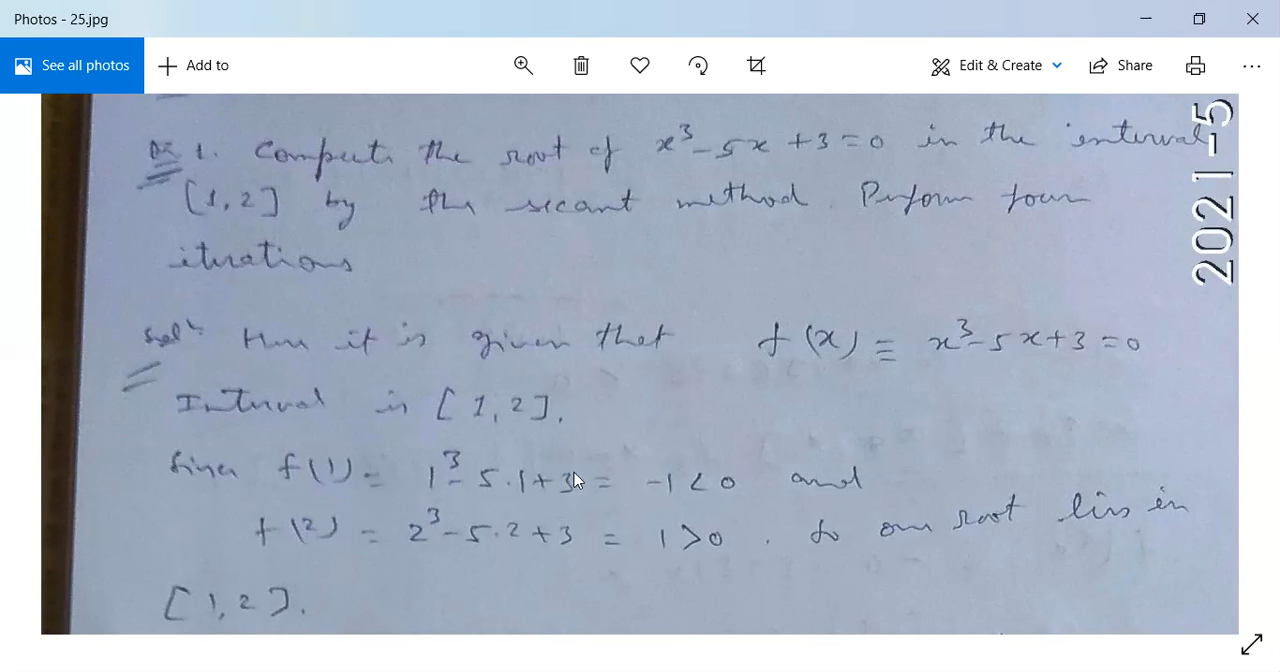 Photos - 25.jpg
See all photos
Add to
Edit & Create
Share
2021-5
Ex 1. Compute the root of x³ - 5x + 3 = 0 in the interval
[1, 2] by the secant method. Perform four
iterations
Solⁿ Here it is given that f(x) ≡ x³ - 5x + 3 = 0
Interval is [1, 2].
Since f(1) = 1³ - 5.1 + 3 = -1 < 0 and
f(2) = 2³ - 5.2 + 3 = 1 > 0. So one root lies in
[1, 2].